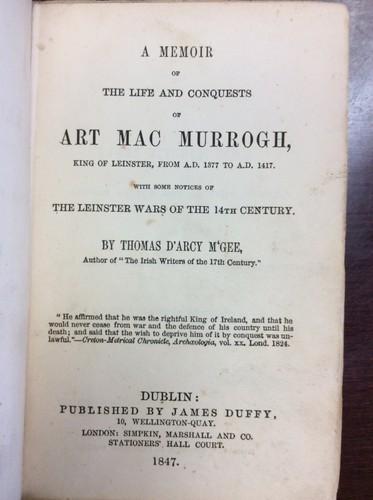 A MEMOIR
OF
THE LIFE AND CONQUESTS
OF
ART MAC MURROGH,
KING OF LEINSTER, FROM A.D. 1377 TO A.D. 1417.
WITH SOME NOTICES OF
THE LEINSTER WARS OF THE 14TH CENTURY.
BY THOMAS D'ARCY M'GEE,
Author of "The Irish Writers of the 17th Century."
"He affirmed that he was the rightful King of Ireland, and that he
would never cease from war and the defence of his country until his
death; and said that the wish to deprive him of it by conquest was un-
lawful."—Creton-Metrical Chronicle, Archæologia, vol. xx. Lond. 1824.
DUBLIN:
PUBLISHED BY JAMES DUFFY,
10, WELLINGTON-QUAY.
LONDON: SIMPKIN, MARSHALL AND CO.
STATIONERS' HALL COURT.
1847.